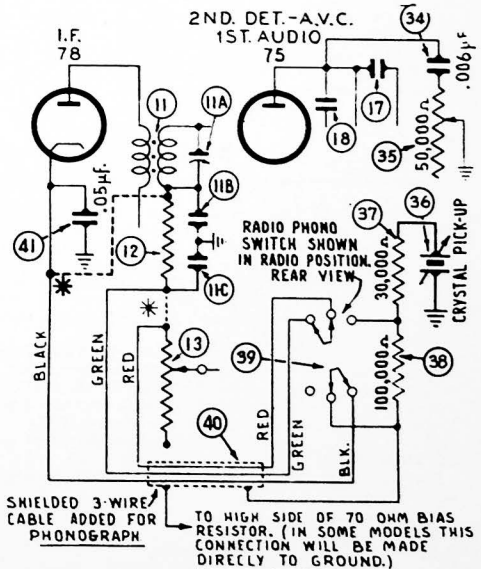 I.F.
78
2ND. DET.-A.V.C.
1ST. AUDIO
75
34
.006µF
11
11A
17
18
35
50,000Ω
.05µF.
11B
41
12
RADIO PHONO
SWITCH SHOWN
IN RADIO POSITION.
REAR VIEW.
37
36
30,000Ω
CRYSTAL PICK-UP
11C
13
39
38
100,000Ω
BLACK
GREEN
RED
40
RED
GREEN
BLK.
SHIELDED 3-WIRE
CABLE ADDED FOR
PHONOGRAPH
TO HIGH SIDE OF 70 OHM BIAS
RESISTOR. (IN SOME MODELS THIS
CONNECTION WILL BE MADE
DIRECLY TO GROUND.)